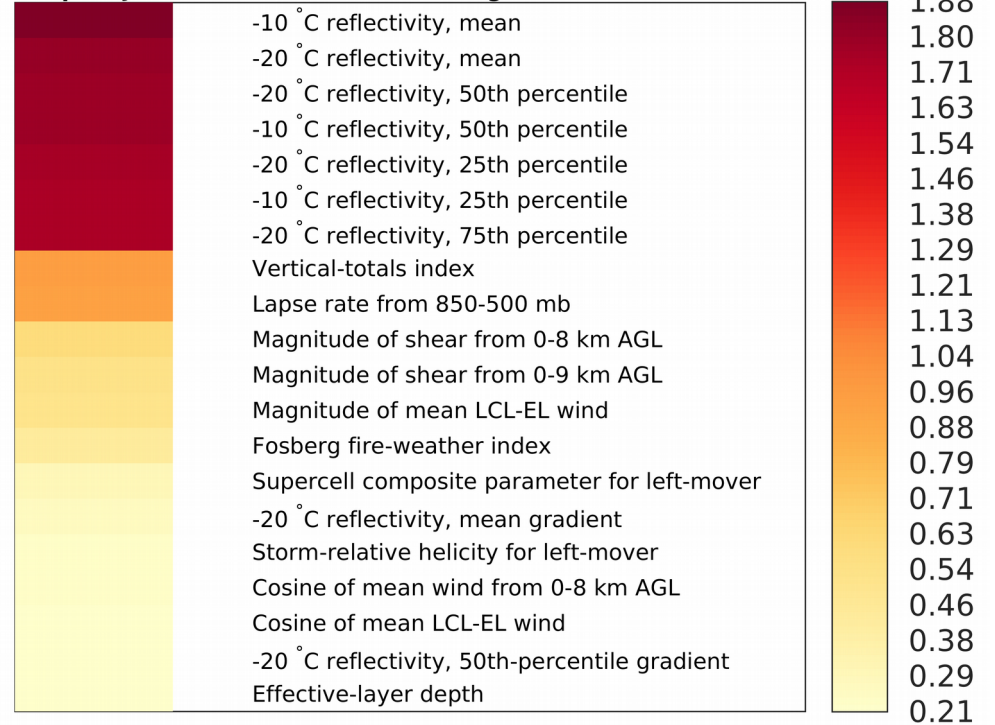 -10 °C reflectivity, mean
-20 °C reflectivity, mean
-20 °C reflectivity, 50th percentile
-10 °C reflectivity, 50th percentile
-20 °C reflectivity, 25th percentile
-10 °C reflectivity, 25th percentile
-20 °C reflectivity, 75th percentile
Vertical-totals index
Lapse rate from 850-500 mb
Magnitude of shear from 0-8 km AGL
Magnitude of shear from 0-9 km AGL
Magnitude of mean LCL-EL wind
Fosberg fire-weather index
Supercell composite parameter for left-mover
-20 °C reflectivity, mean gradient
Storm-relative helicity for left-mover
Cosine of mean wind from 0-8 km AGL
Cosine of mean LCL-EL wind
-20 °C reflectivity, 50th-percentile gradient
Effective-layer depth
1.88
1.80
1.71
1.63
1.54
1.46
1.38
1.29
1.21
1.13
1.04
0.96
0.88
0.79
0.71
0.63
0.54
0.46
0.38
0.29
0.21